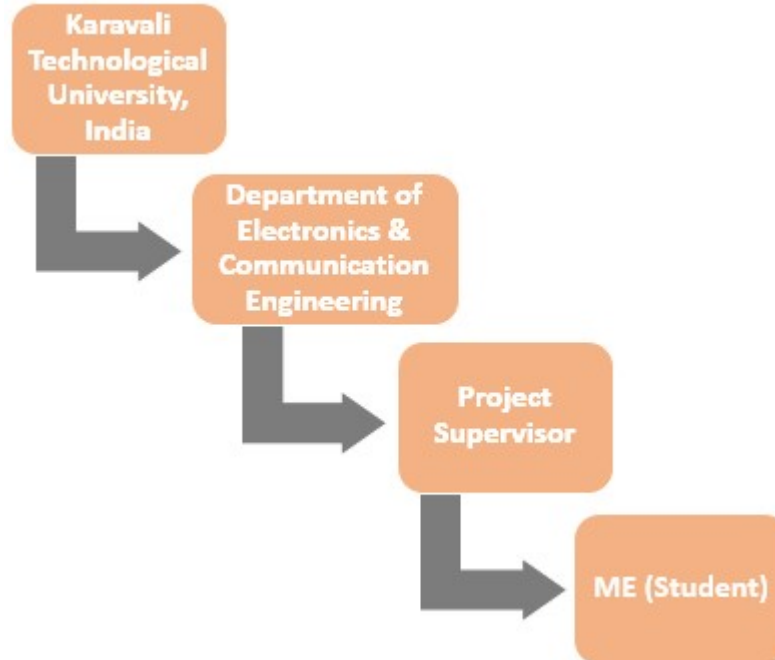 Karavali
Technological
University,
India
Department of
Electronics &
Communication
Engineering
Project
Supervisor
ME (Student)